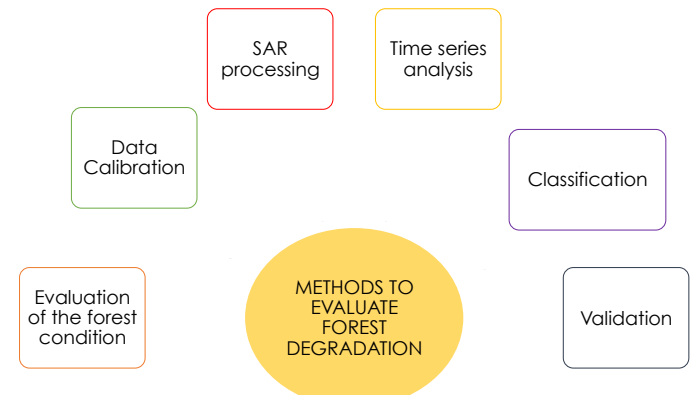 SAR
processing
Time series
analysis
Data
Calibration
Classification
Evaluation
of the forest
condition
METHODS TO
EVALUATE
FOREST
DEGRADATION
Validation